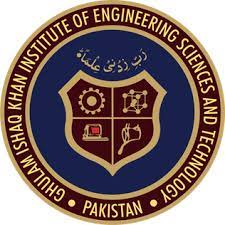 GHULAM ISHAQ KHAN INSTITUTE OF ENGINEERING SCIENCES AND TECHNOLOGY
رَبِّ زِدْنِي عِلْمًا
• PAKISTAN •